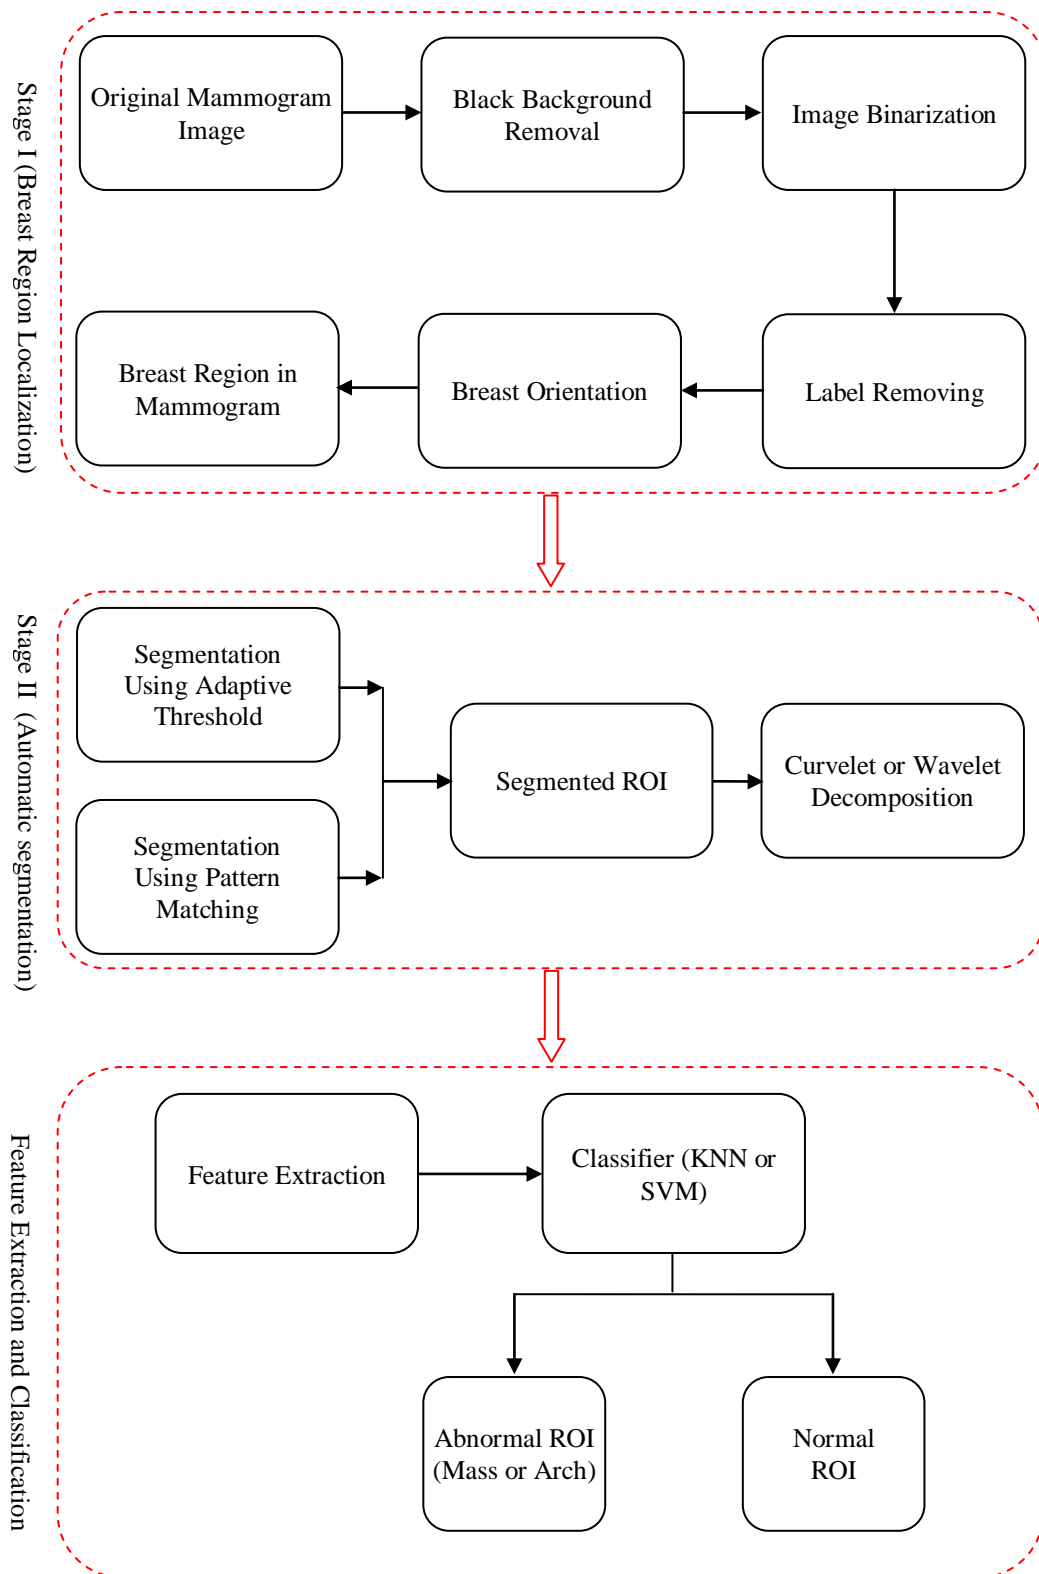 Stage I (Breast Region Localization)
Original Mammogram
Image
Black Background
Removal
Image Binarization
Breast Region in
Mammogram
Breast Orientation
Label Removing
Stage II (Automatic segmentation)
Segmentation
Using Adaptive
Threshold
Segmentation
Using Pattern
Matching
Segmented ROI
Curvelet or Wavelet
Decomposition
Feature Extraction and Classification
Feature Extraction
Classifier (KNN or
SVM)
Abnormal ROI
(Mass or Arch)
Normal
ROI